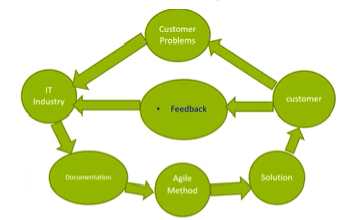 Customer
Problems
IT
Industry
• Feedback
customer
Documentation
Agile
Method
Solution